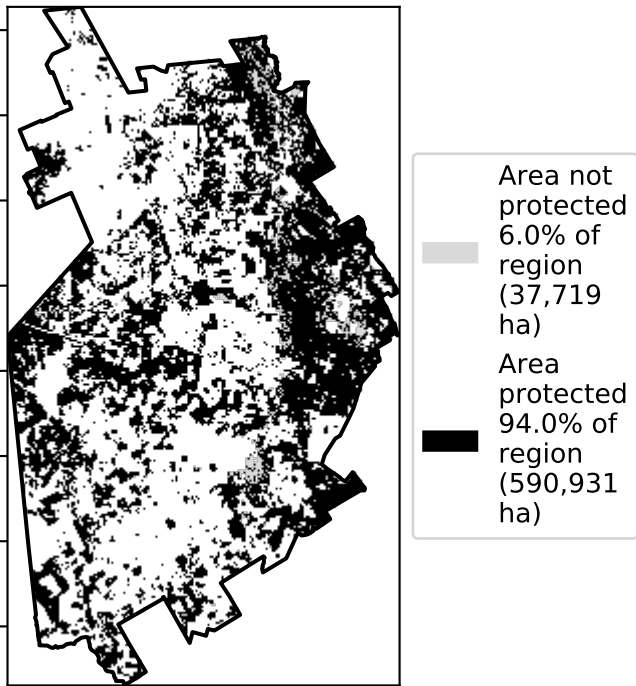 Area not
protected
6.0% of
region
(37,719
ha)
Area
protected
94.0% of
region
(590,931
ha)